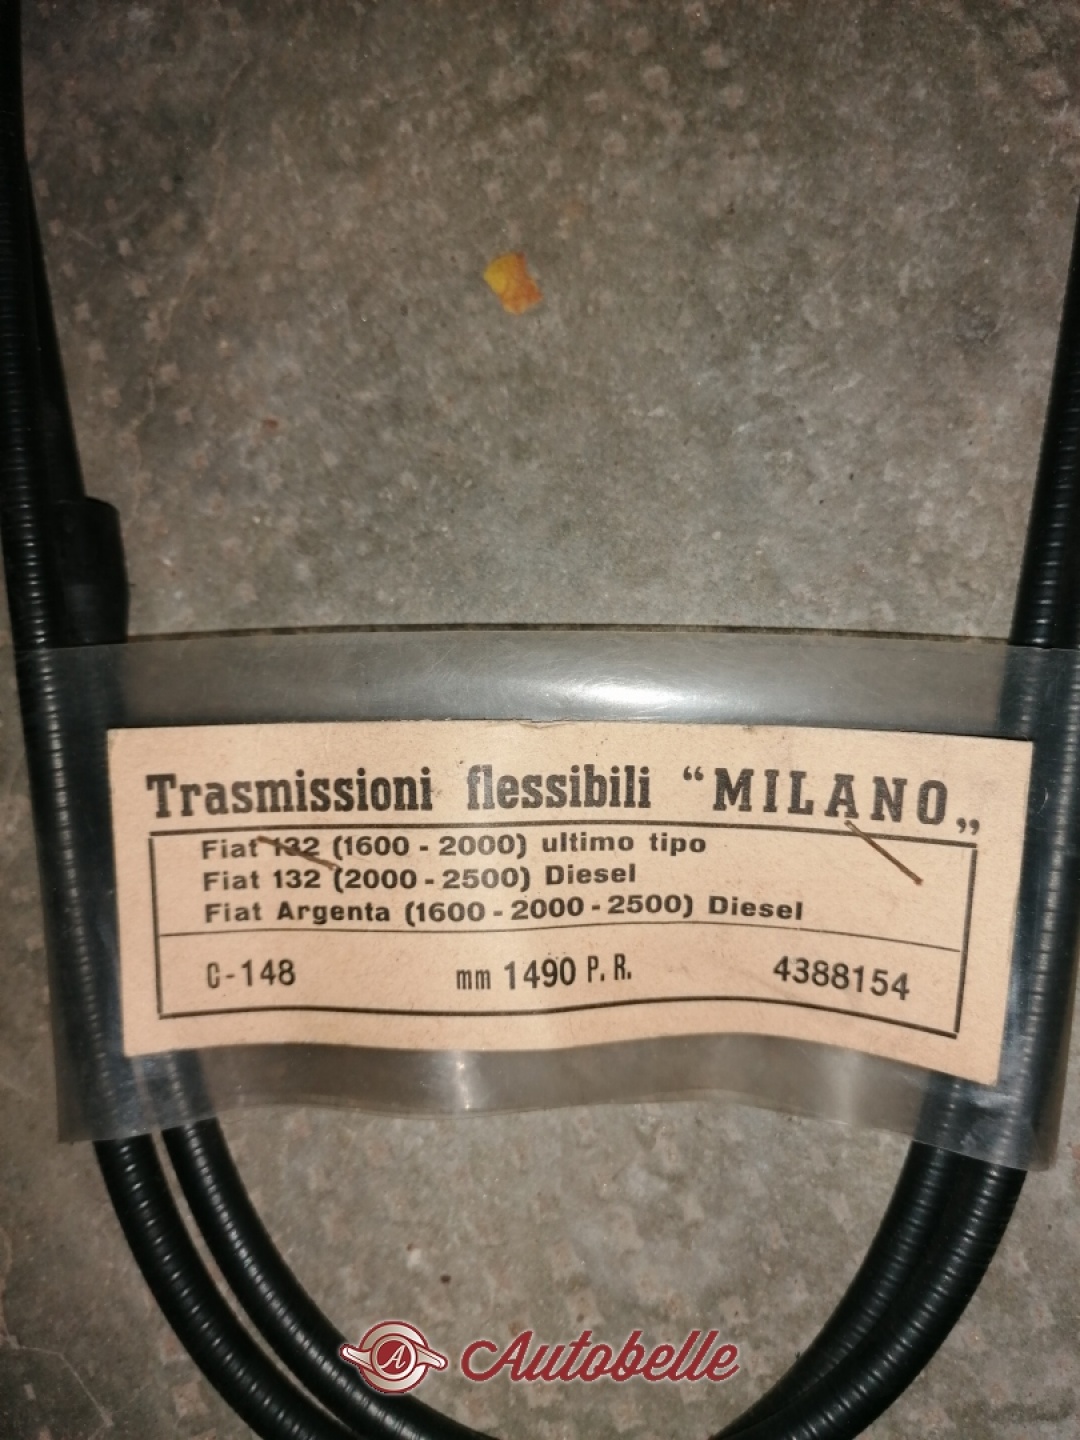 Trasmissioni flessibili “MILANO„
Fiat 132 (1600 - 2000) ultimo tipo
Fiat 132 (2000 - 2500) Diesel
Fiat Argenta (1600 - 2000 - 2500) Diesel
C-148 mm 1490 P. R. 4388154
A Autobelle